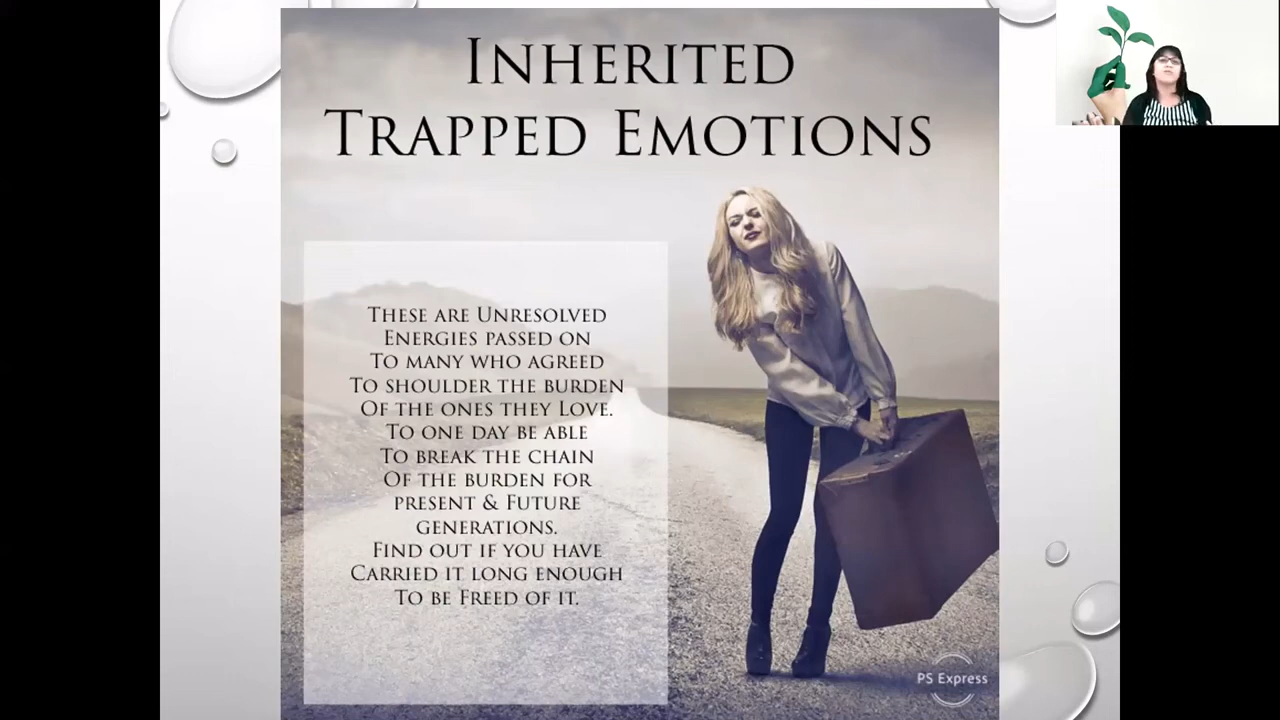 Inherited
Trapped Emotions
These are Unresolved
Energies passed on
To many who agreed
To shoulder the burden
Of the ones they Love.
To one day be able
To break the chain
Of the burden for
present & Future
generations.
Find out if you have
Carried it long enough
To be Freed of it.
PS Express